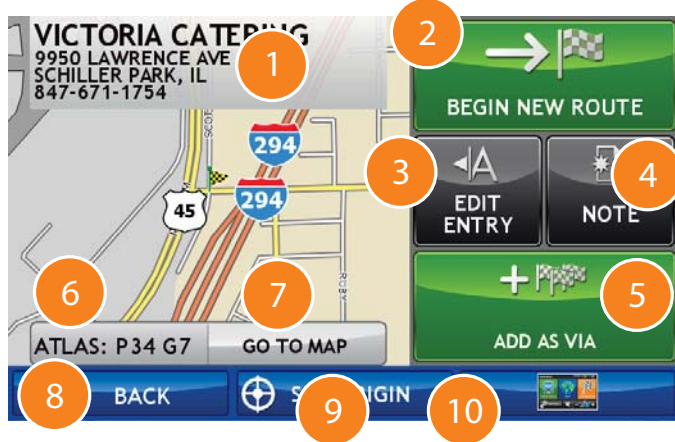 VICTORIA CATERING
9950 LAWRENCE AVE
SCHILLER PARK, IL
847-671-1754
1
2
BEGIN NEW ROUTE
3
EDIT
ENTRY
4
NOTE
294
294
45
RUBY
6
7
5
ATLAS: P34 G7
GO TO MAP
ADD AS VIA
8
BACK
9
10